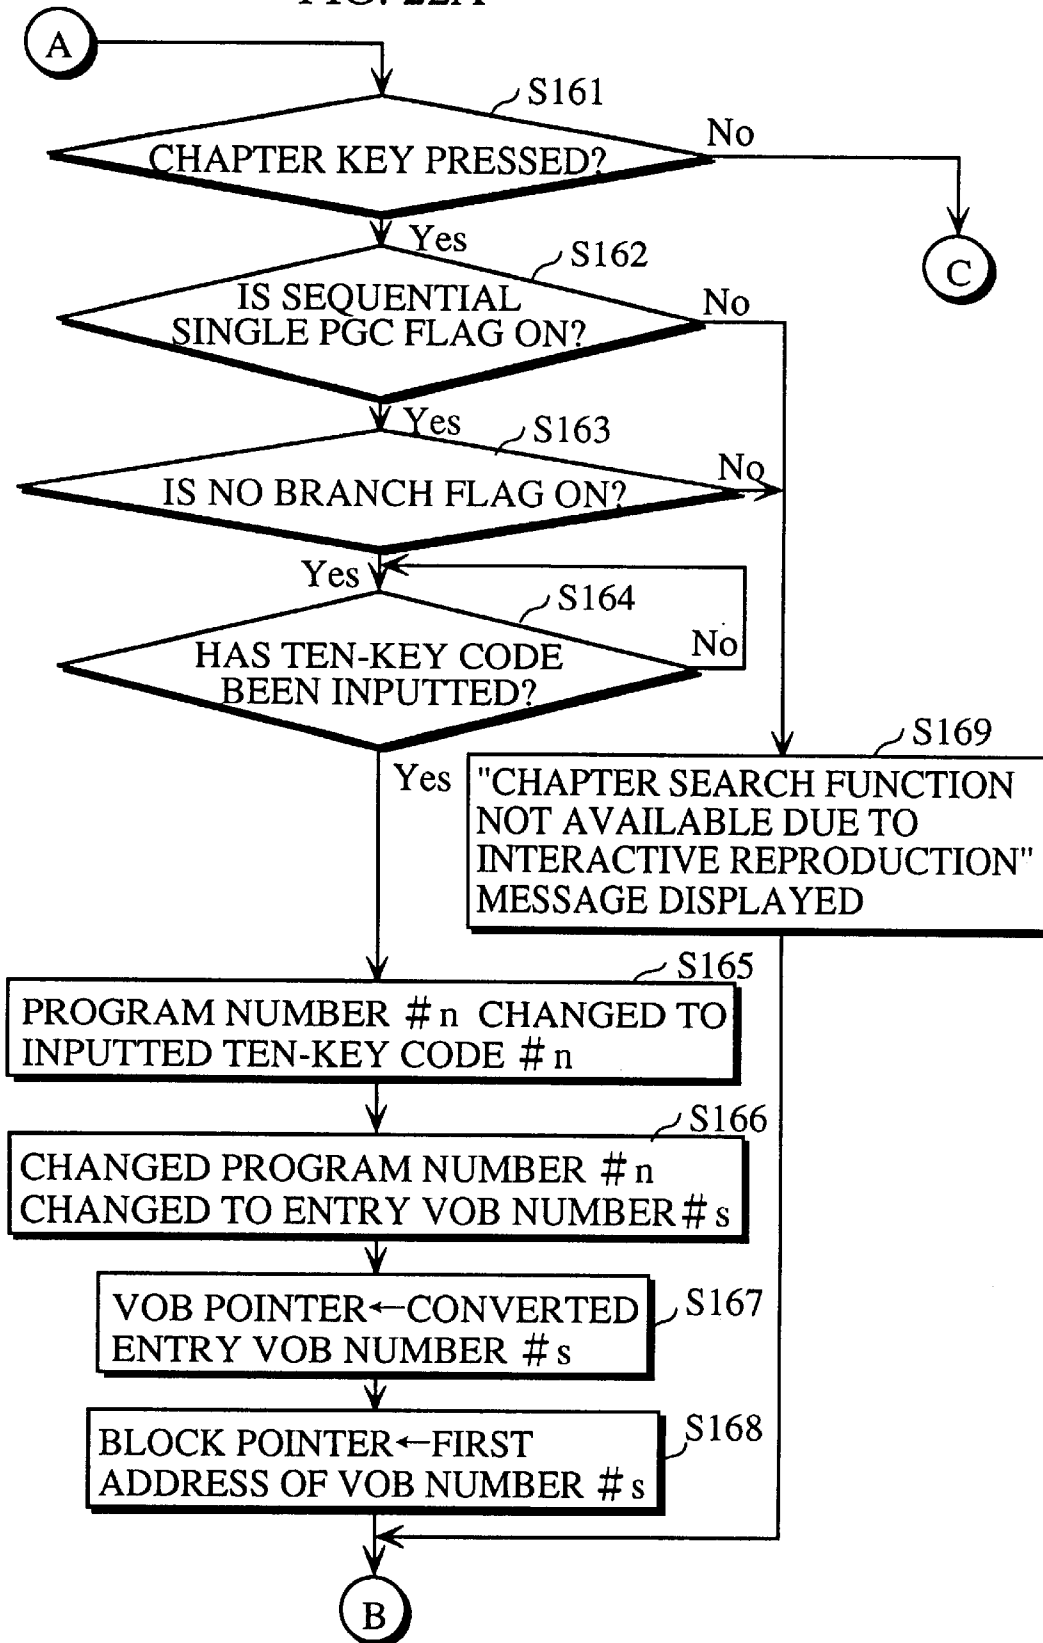 FIG. 22A
A
S161
CHAPTER KEY PRESSED?
No
C
Yes
S162
IS SEQUENTIAL
SINGLE PGC FLAG ON?
No
Yes
S163
IS NO BRANCH FLAG ON?
No
Yes
S164
HAS TEN-KEY CODE
BEEN INPUTTED?
No
Yes
S169
"CHAPTER SEARCH FUNCTION
NOT AVAILABLE DUE TO
INTERACTIVE REPRODUCTION"
MESSAGE DISPLAYED
S165
PROGRAM NUMBER #n CHANGED TO
INPUTTED TEN-KEY CODE #n
S166
CHANGED PROGRAM NUMBER #n
CHANGED TO ENTRY VOB NUMBER #s
S167
VOB POINTER←CONVERTED
ENTRY VOB NUMBER #s
S168
BLOCK POINTER←FIRST
ADDRESS OF VOB NUMBER #s
B